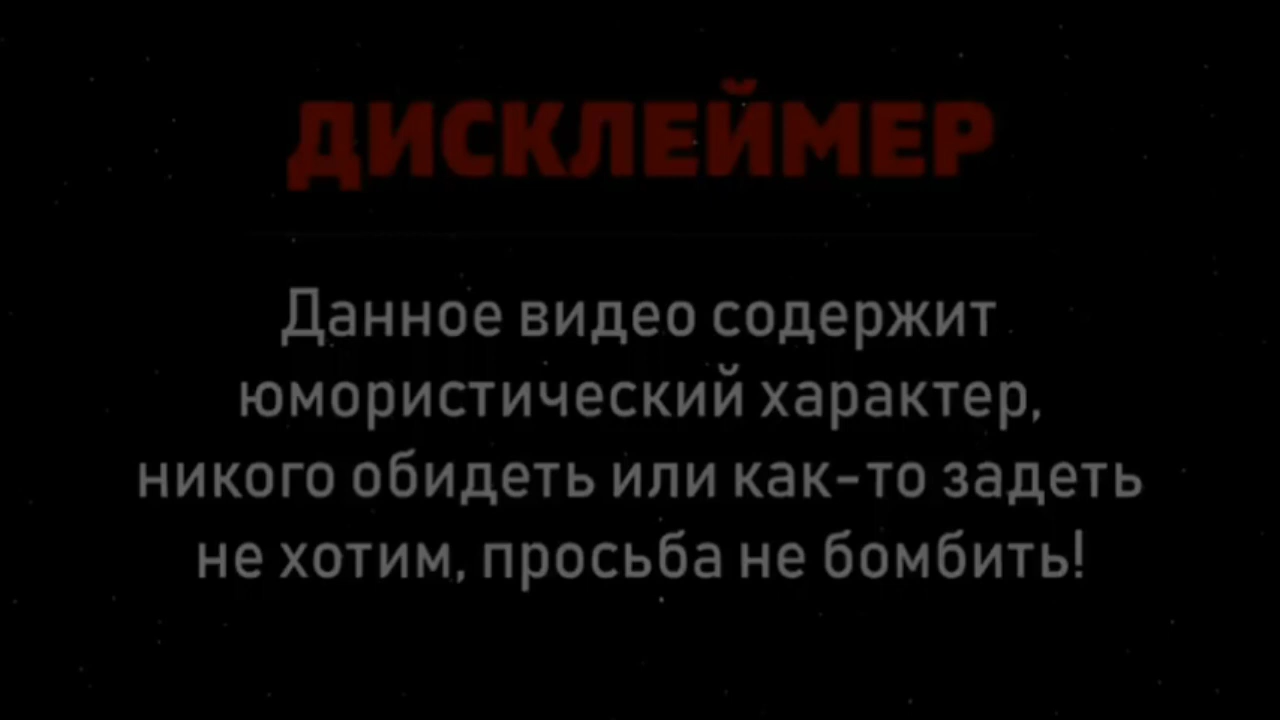 ДИСКЛЕЙМЕР
Данное видео содержит
юмористический характер,
никого обидеть или как-то задеть
не хотим, просьба не бомбить!